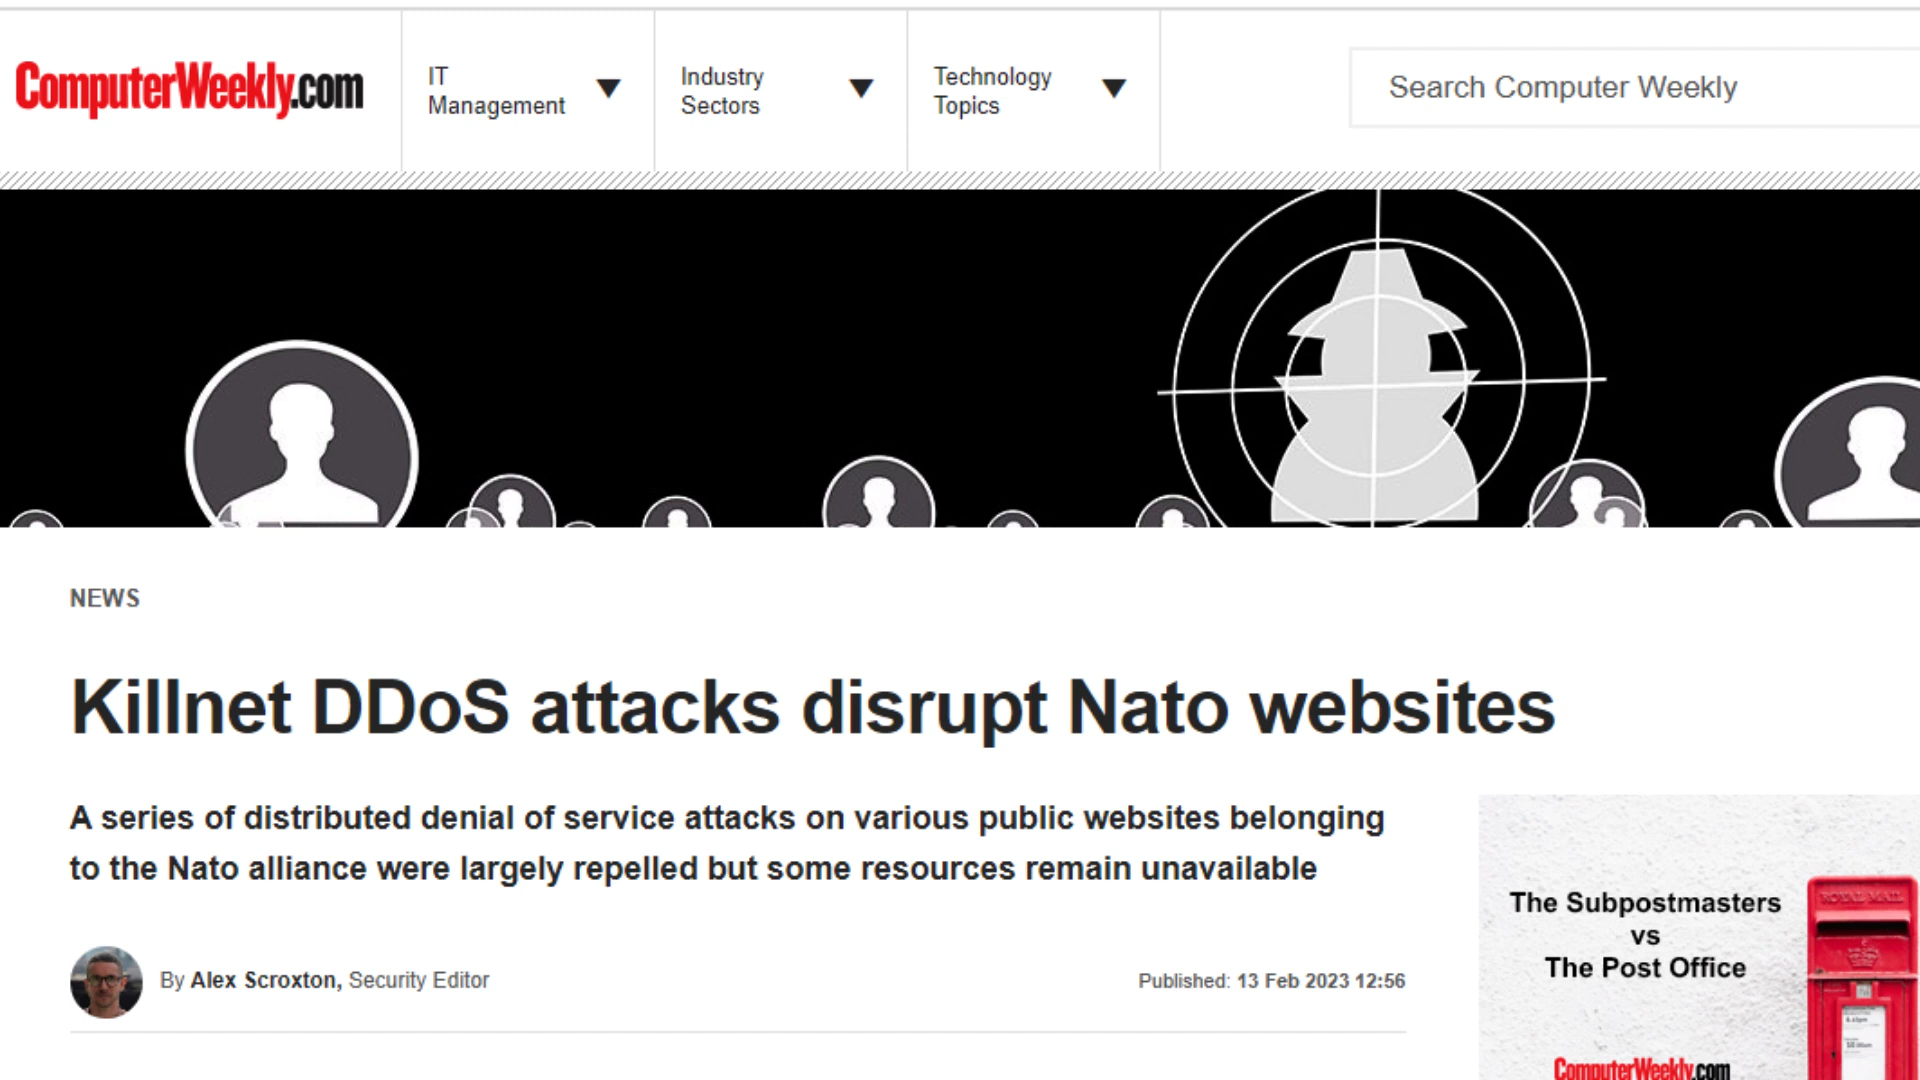 ComputerWeekly.com
IT
Management
Industry
Sectors
Technology
Topics
Search Computer Weekly
NEWS
Killnet DDoS attacks disrupt Nato websites
A series of distributed denial of service attacks on various public websites belonging
to the Nato alliance were largely repelled but some resources remain unavailable
By Alex Scroxton, Security Editor
Published: 13 Feb 2023 12:56
The Subpostmasters
vs
The Post Office
ROYAL MAIL
ComputerWeekly.com